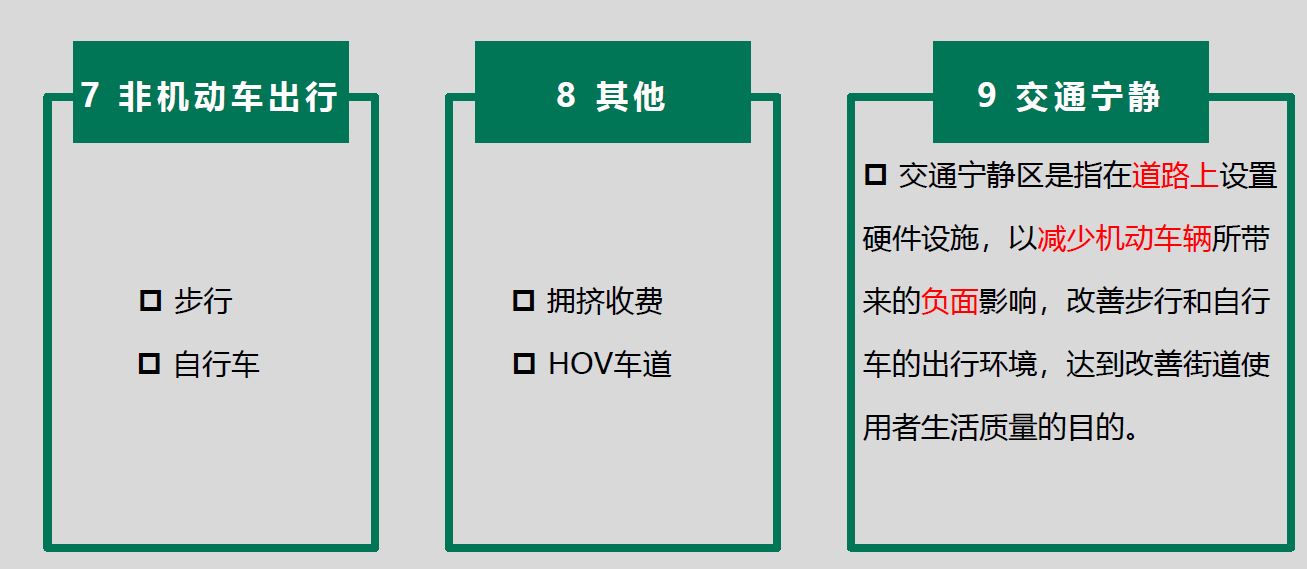 7 非机动车出行
步行
自行车
8 其他
拥挤收费
HOV车道
9 交通宁静
交通宁静区是指在道路上设置
硬件设施，以减少机动车辆所带
来的负面影响，改善步行和自行
车的出行环境，达到改善街道使
用者生活质量的目的。